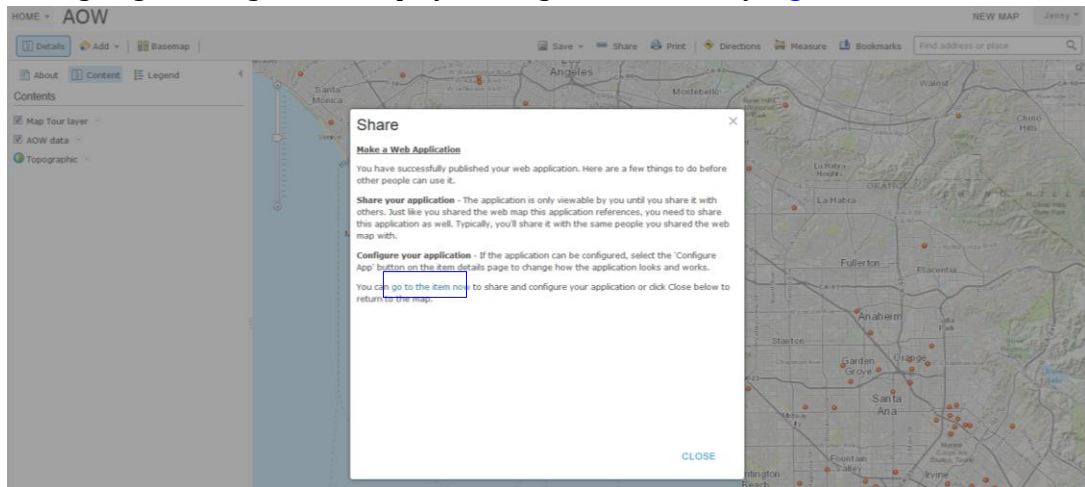 HOME AOW NEW MAP Jenny
Details Add Basemap Save Share Print Directions Measure Bookmarks Find address or place
About Content Legend
Contents
Map Tour layer
AOW data
Topographic
Share
Make a Web Application
You have successfully published your web application. Here are a few things to do before
other people can use it.
Share your application - The application is only viewable by you until you share it with
others. Just like you shared the web map this application references, you need to share
this application as well. Typically, you'll share it with the same people you shared the web
map with.
Configure your application - If the application can be configured, select the 'Configure
App' button on the item details page to change how the application looks and works.
You can go to the item now to share and configure your application or click Close below to
return to the map.
CLOSE
Angeles
Santa
Monica
Montebello
Walnut
Chino
Hills
La Habra
Heights
ORANGE
La Habra
Fullerton
Placentia
Anaheim
Villa
Park
Stanton
Garden
Grove
Orange
Santa
Ana
Fountain
Valley
Irvine
Huntington
Beach